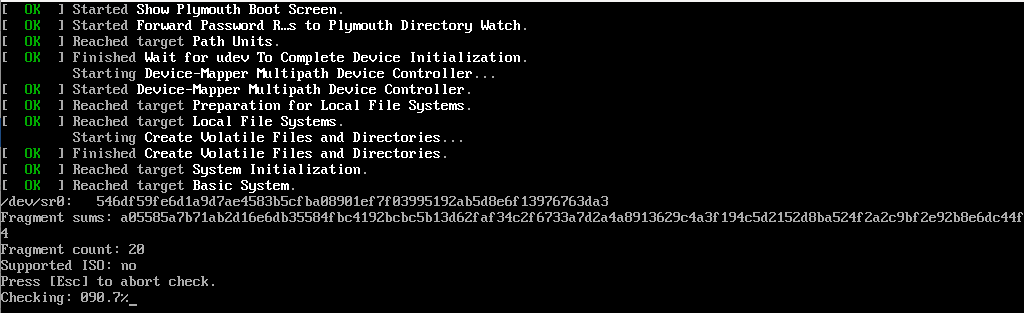 [  OK  ] Started Show Plymouth Boot Screen.
[  OK  ] Started Forward Password R…s to Plymouth Directory Watch.
[  OK  ] Reached target Path Units.
[  OK  ] Finished Wait for udev To Complete Device Initialization.
         Starting Device-Mapper Multipath Device Controller...
[  OK  ] Started Device-Mapper Multipath Device Controller.
[  OK  ] Reached target Preparation for Local File Systems.
[  OK  ] Reached target Local File Systems.
         Starting Create Volatile Files and Directories...
[  OK  ] Finished Create Volatile Files and Directories.
[  OK  ] Reached target System Initialization.
[  OK  ] Reached target Basic System.
/dev/sr0:   546df59fe6d1a9d7ae4583b5cfba08901ef7f03995192ab5d8e6f13976763da3
Fragment sums: a05585a7b71ab2d16e6db35584fbc4192bcbc5b13d62faf34c2f6733a7d2a4a8913629c4a3f194c5d2152d8ba524f2a2c9bf2e92b8e6dc44f
4
Fragment count: 20
Supported ISO: no
Press [Esc] to abort check.
Checking: 090.7%_